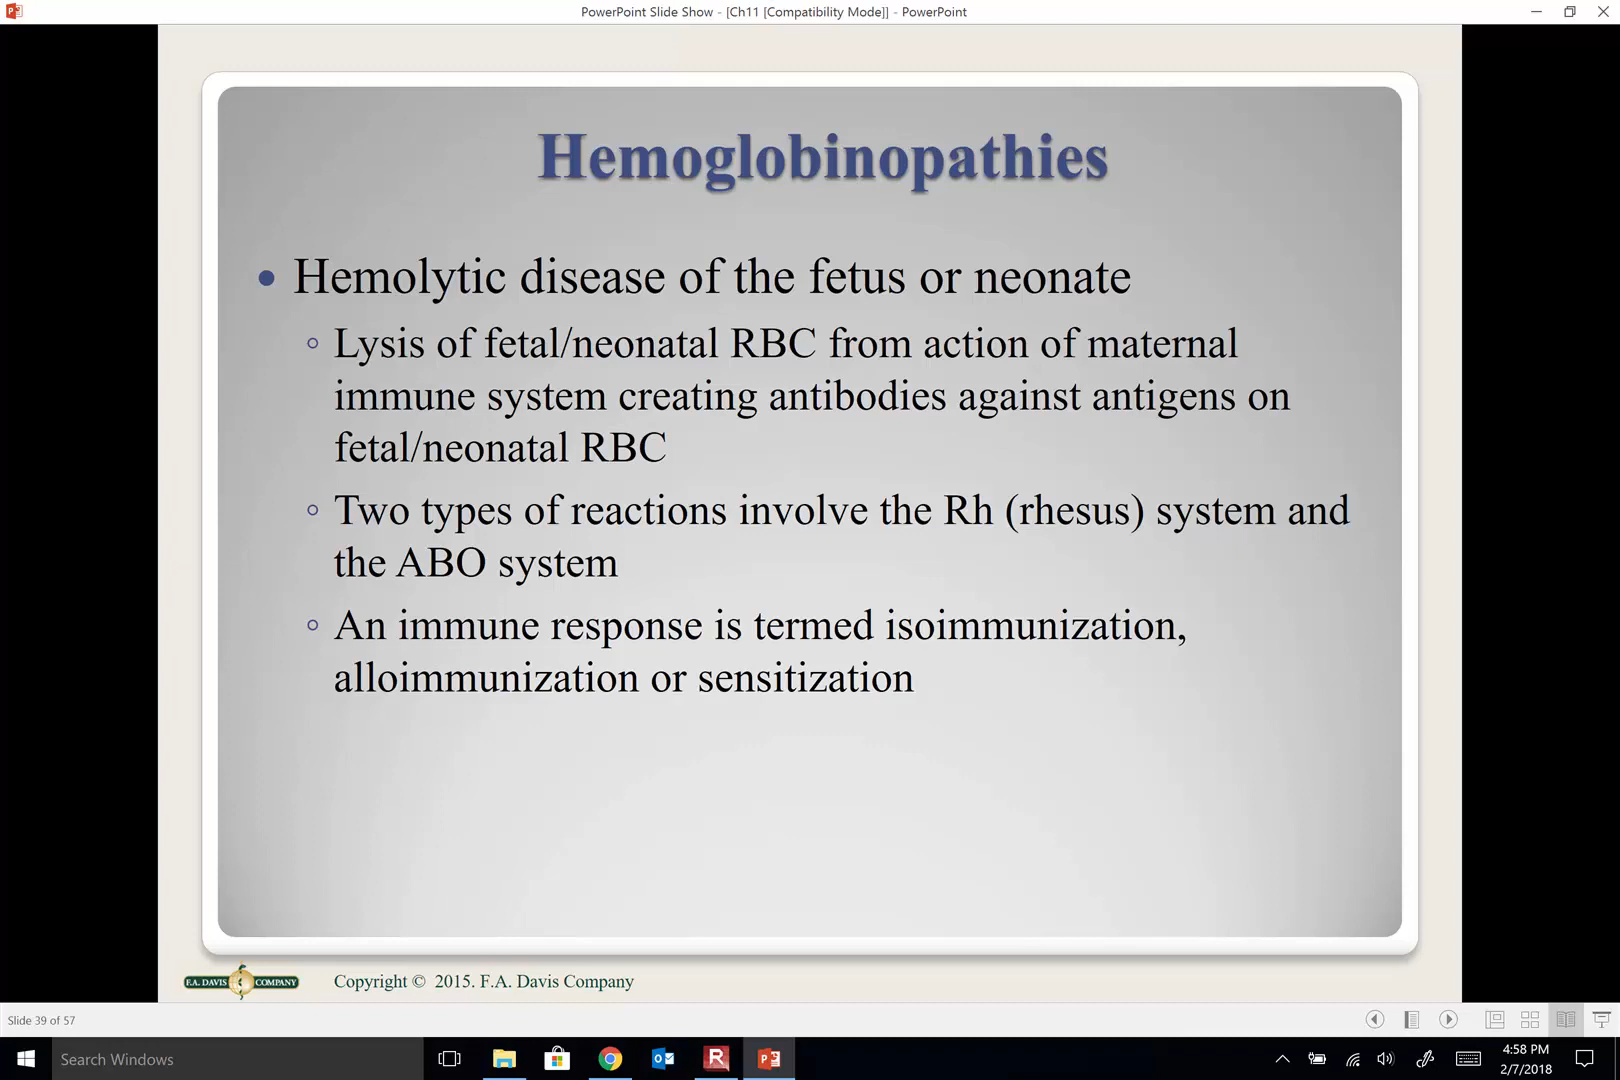 PowerPoint Slide Show - [Ch11 [Compatibility Mode]] - PowerPoint
Hemoglobinopathies
Hemolytic disease of the fetus or neonate
Lysis of fetal/neonatal RBC from action of maternal
immune system creating antibodies against antigens on
fetal/neonatal RBC
Two types of reactions involve the Rh (rhesus) system and
the ABO system
An immune response is termed isoimmunization,
alloimmunization or sensitization
F.A. DAVIS COMPANY
Copyright © 2015. F.A. Davis Company
Slide 39 of 57
Search Windows
4:58 PM
2/7/2018